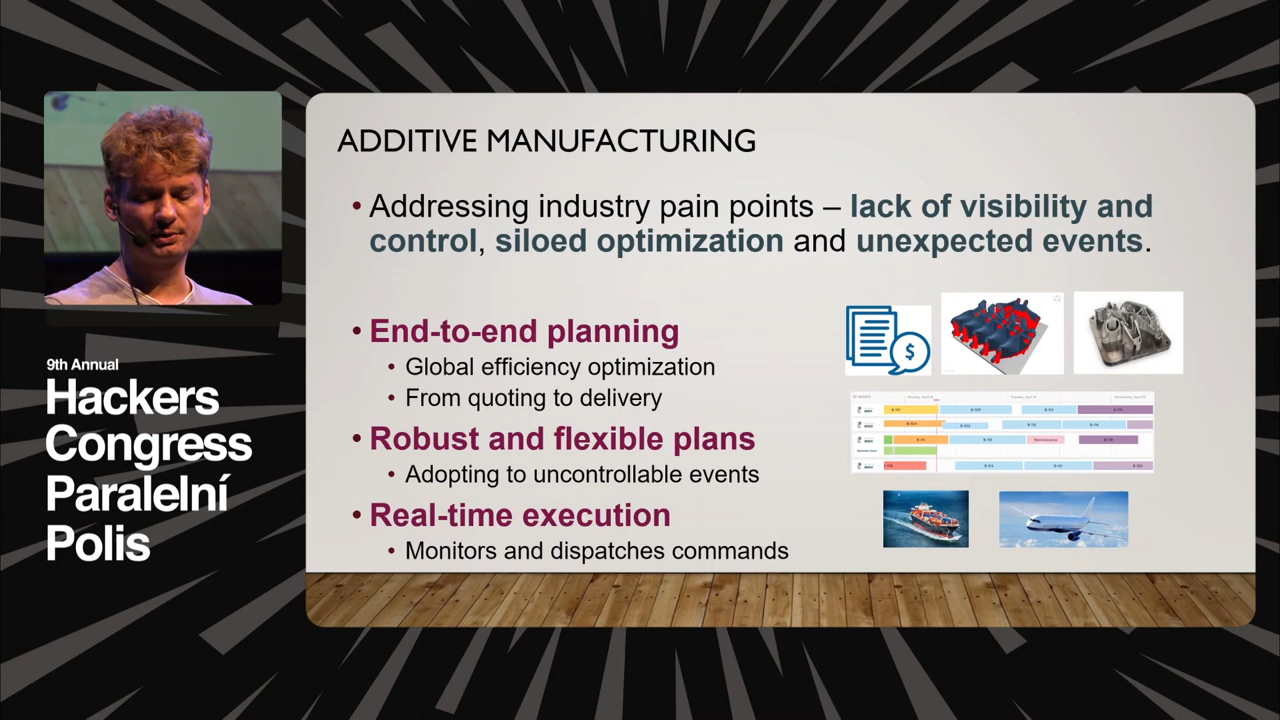 9th Annual
Hackers
Congress
Paralelní
Polis
ADDITIVE MANUFACTURING
• Addressing industry pain points – lack of visibility and
control, siloed optimization and unexpected events.
• End-to-end planning
• Global efficiency optimization
• From quoting to delivery
• Robust and flexible plans
• Adopting to uncontrollable events
• Real-time execution
• Monitors and dispatches commands
$
Maintenance